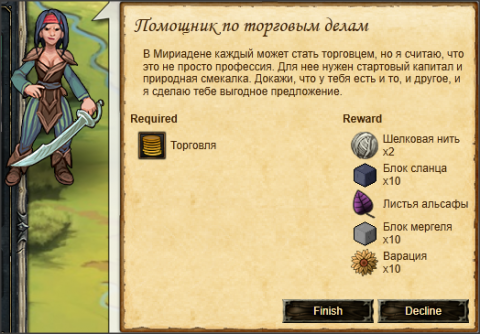 Помощник по торговым делам
В Мириадене каждый может стать торговцем, но я считаю, что
это не просто профессия. Для нее нужен стартовый капитал и
природная смекалка. Докажи, что у тебя есть и то, и другое, и
я сделаю тебе выгодное предложение.
Required
Торговля
Reward
Шелковая нить
x2
Блок сланца
x10
Листья альсафы
Блок мергеля
x10
Варация
x10
Finish
Decline